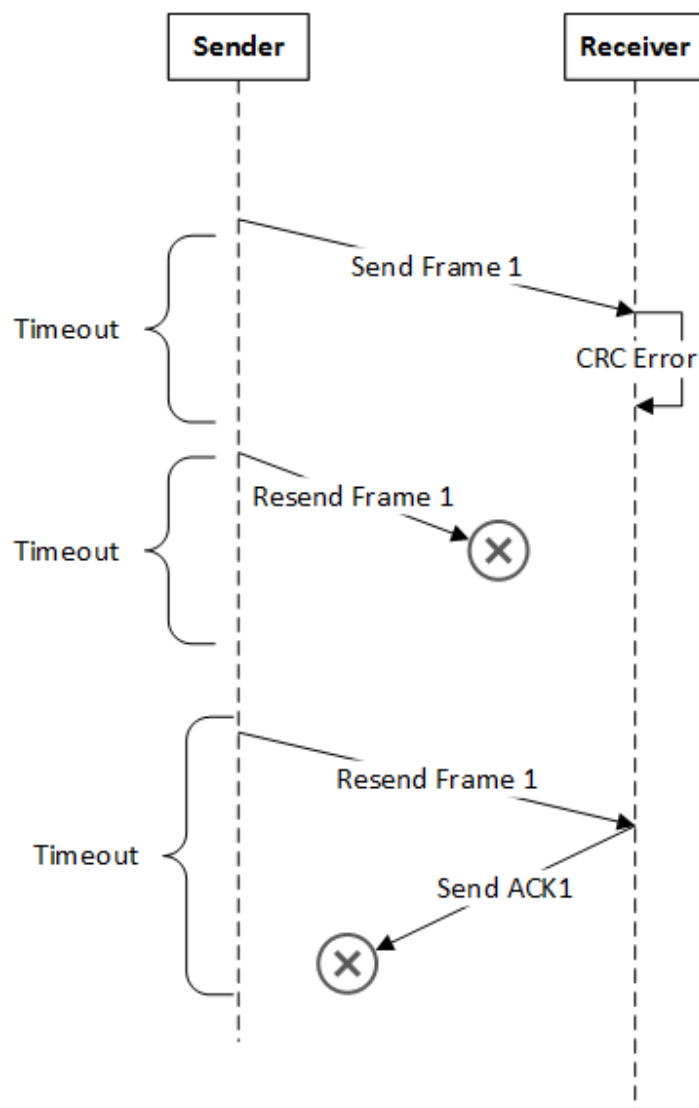 Sender
Receiver
Send Frame 1
Timeout
CRC Error
Resend Frame 1
Timeout
Resend Frame 1
Timeout
Send ACK1